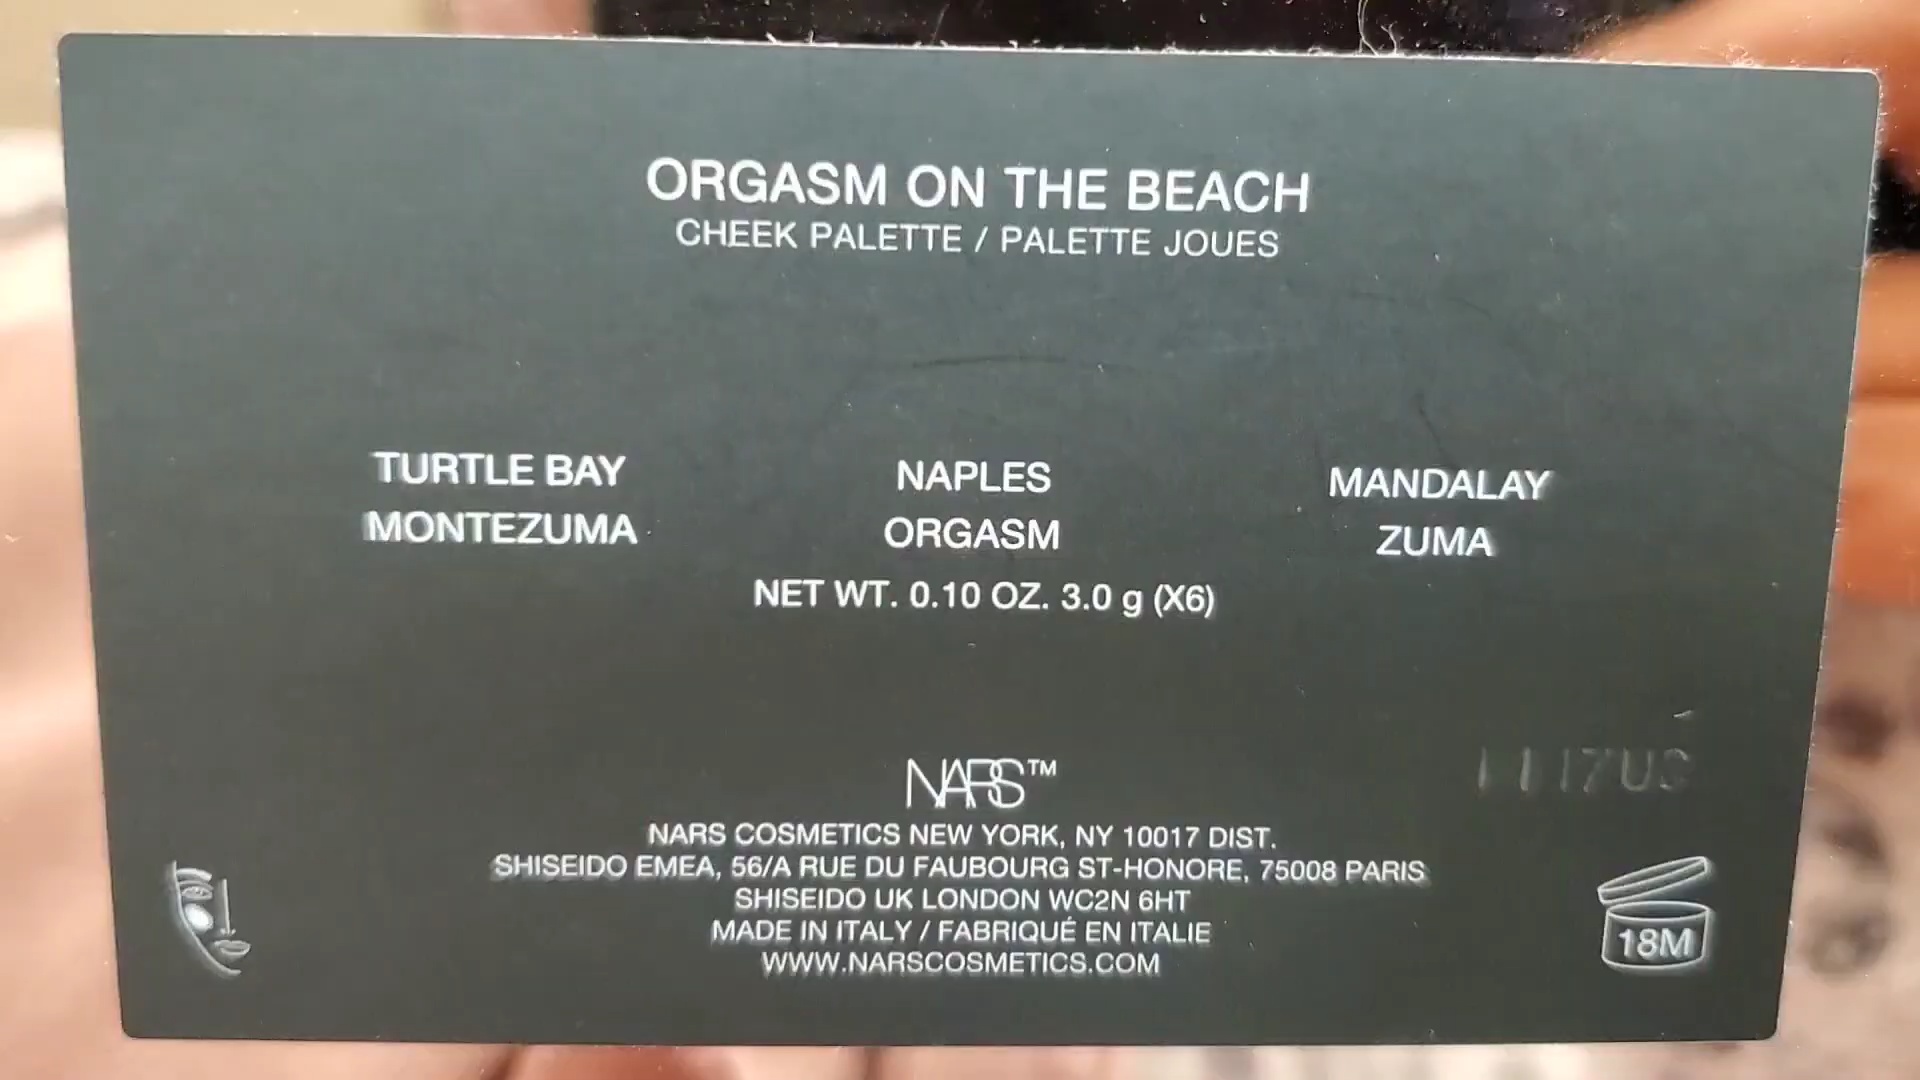 ORGASM ON THE BEACH
CHEEK PALETTE / PALETTE JOUES
TURTLE BAY NAPLES MANDALAY
MONTEZUMA ORGASM ZUMA
NET WT. 0.10 OZ. 3.0 g (X6)
NARS™
NARS COSMETICS NEW YORK, NY 10017 DIST.
SHISEIDO EMEA, 56/A RUE DU FAUBOURG ST-HONORE, 75008 PARIS
SHISEIDO UK LONDON WC2N 6HT
MADE IN ITALY / FABRIQUÉ EN ITALIE
WWW.NARSCOSMETICS.COM
18M